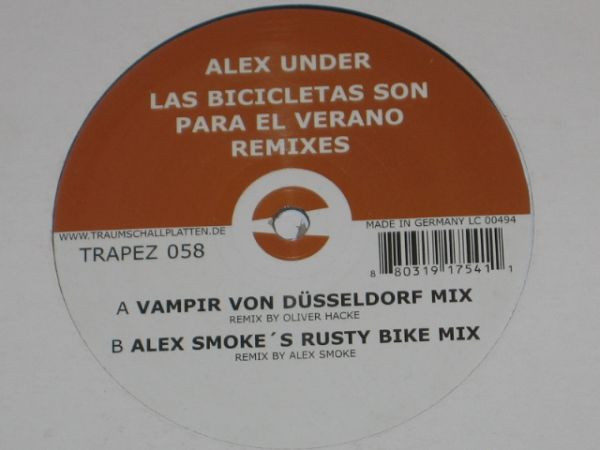 ALEX UNDER
LAS BICICLETAS SON
PARA EL VERANO
REMIXES
WWW.TRAUMSCHALLPLATTEN.DE
MADE IN GERMANY LC 00494
TRAPEZ 058
8 80319 17541 1
A VAMPIR VON DÜSSELDORF MIX
REMIX BY OLIVER HACKE
B ALEX SMOKE´S RUSTY BIKE MIX
REMIX BY ALEX SMOKE